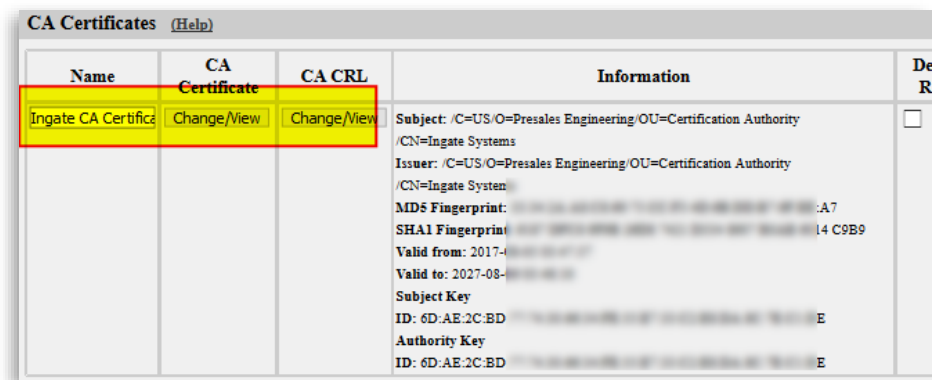 CA Certificates (Help)
Name CA Certificate CA CRL Information De R
Ingate CA Certifica Change/View Change/View
Subject: /C=US/O=Presales Engineering/OU=Certification Authority
/CN=Ingate Systems
Issuer: /C=US/O=Presales Engineering/OU=Certification Authority
/CN=Ingate System
MD5 Fingerprint: :A7
SHA1 Fingerprint 14 C9B9
Valid from: 2017-
Valid to: 2027-08-
Subject Key
ID: 6D:AE:2C:BD E
Authority Key
ID: 6D:AE:2C:BD E